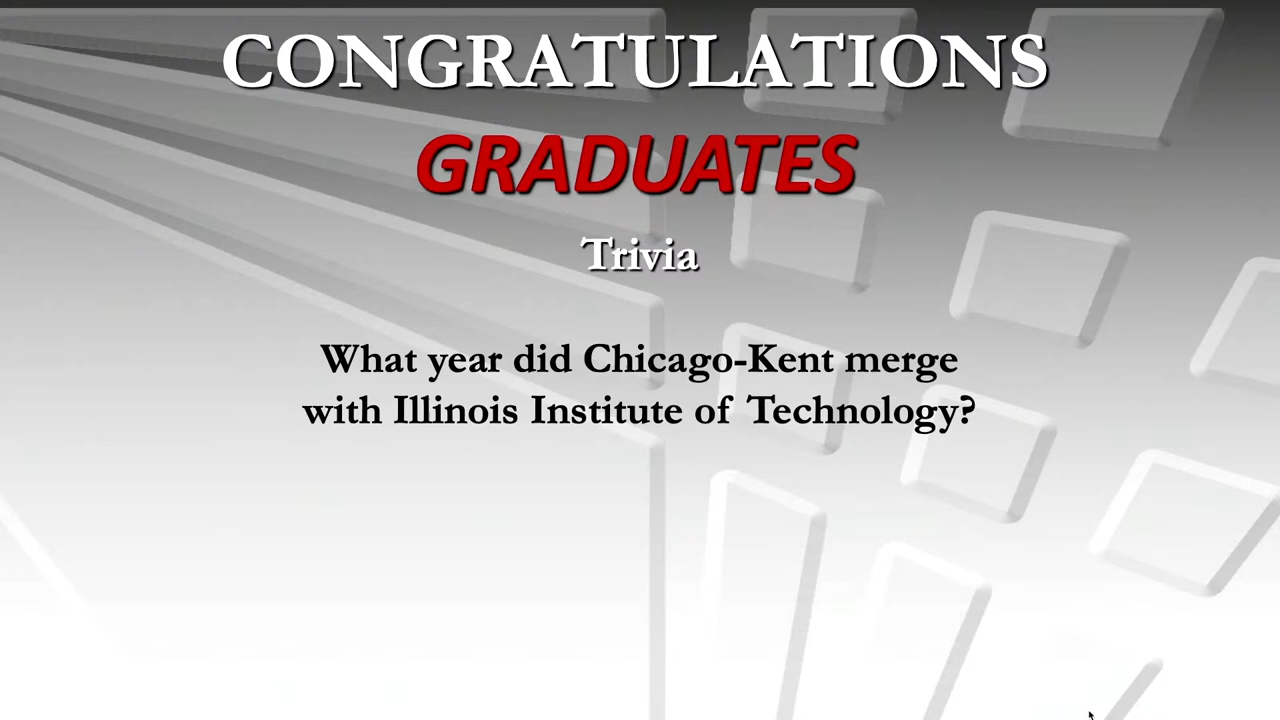 CONGRATULATIONS
GRADUATES
Trivia
What year did Chicago-Kent merge
with Illinois Institute of Technology?